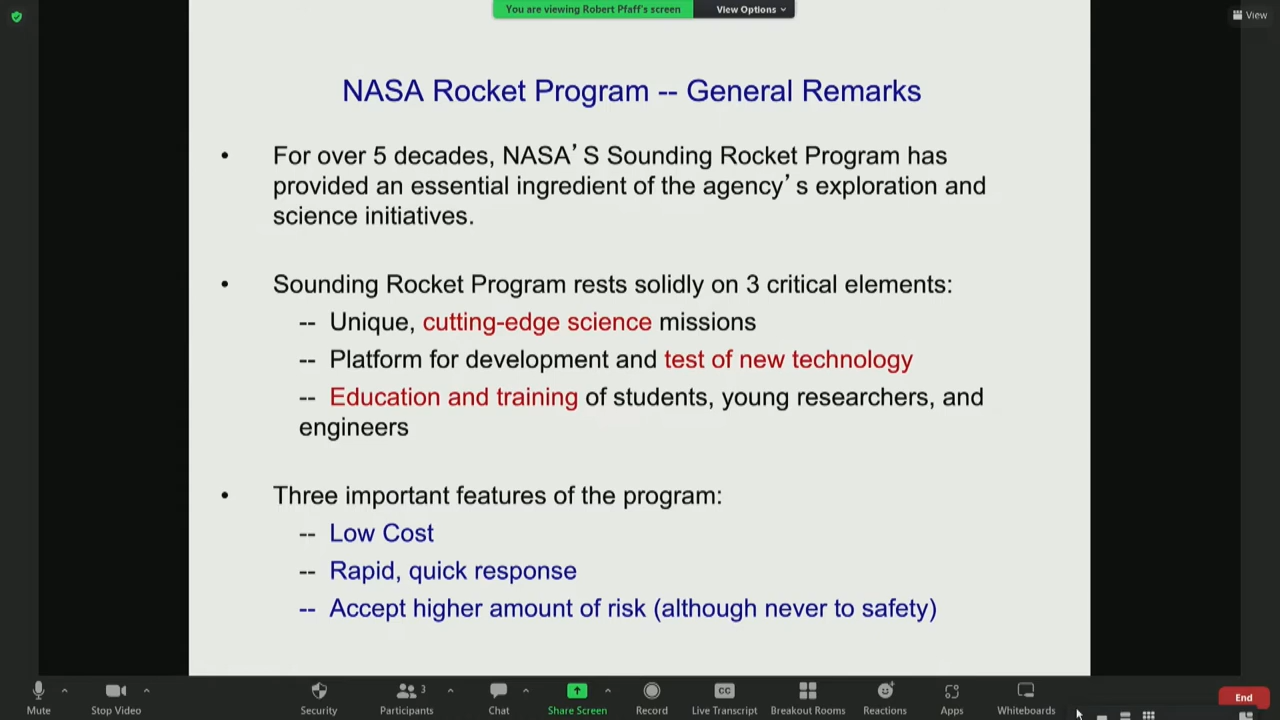 You are viewing Robert Pfaff's screen
View Options
View
NASA Rocket Program -- General Remarks
• For over 5 decades, NASA’S Sounding Rocket Program has
provided an essential ingredient of the agency’s exploration and
science initiatives.
• Sounding Rocket Program rests solidly on 3 critical elements:
-- Unique, cutting-edge science missions
-- Platform for development and test of new technology
-- Education and training of students, young researchers, and
engineers
• Three important features of the program:
-- Low Cost
-- Rapid, quick response
-- Accept higher amount of risk (although never to safety)
3
CC
Mute
Stop Video
Security
Participants
Chat
Share Screen
Record
Live Transcript
Breakout Rooms
Reactions
Apps
Whiteboards
End